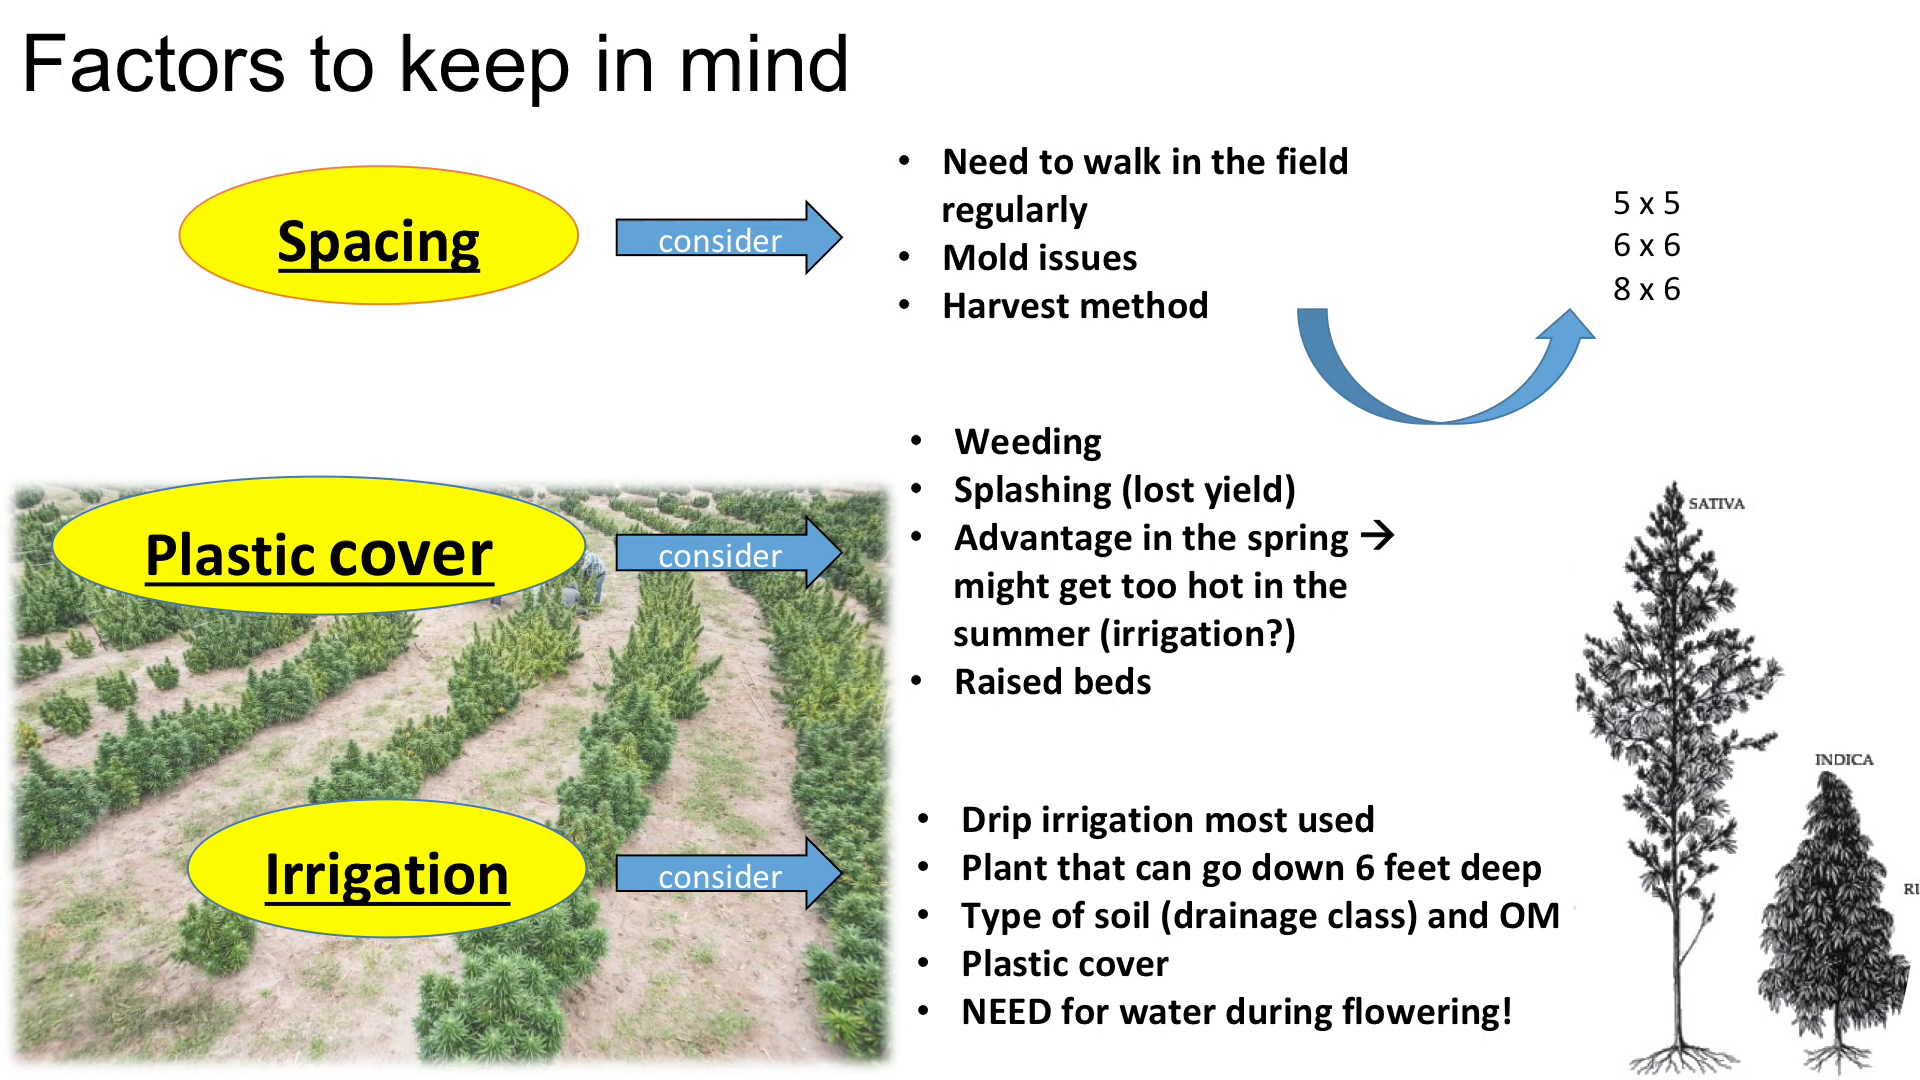 Factors to keep in mind
Spacing
consider
• Need to walk in the field
regularly
• Mold issues
• Harvest method
5 x 5
6 x 6
8 x 6
Plastic cover
consider
• Weeding
• Splashing (lost yield)
• Advantage in the spring →
might get too hot in the
summer (irrigation?)
• Raised beds
Irrigation
consider
• Drip irrigation most used
• Plant that can go down 6 feet deep
• Type of soil (drainage class) and OM
• Plastic cover
• NEED for water during flowering!
SATIVA
INDICA